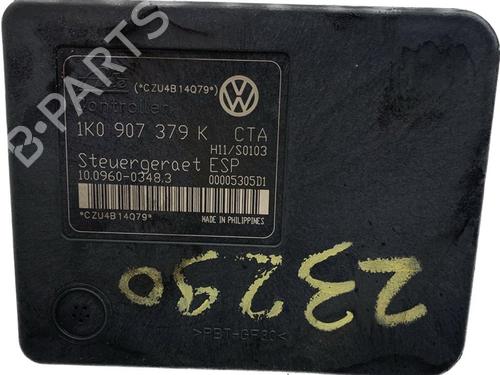 (*CZU4B14Q79*)
Controller
1K0 907 379 K CTA
H11/S0103
Steuergeraet ESP
10.0960-0348.3 00005305D1
*CZU4B14Q79*
MADE IN PHILIPPINES
23290
>PBT-GF30<
B-PARTS